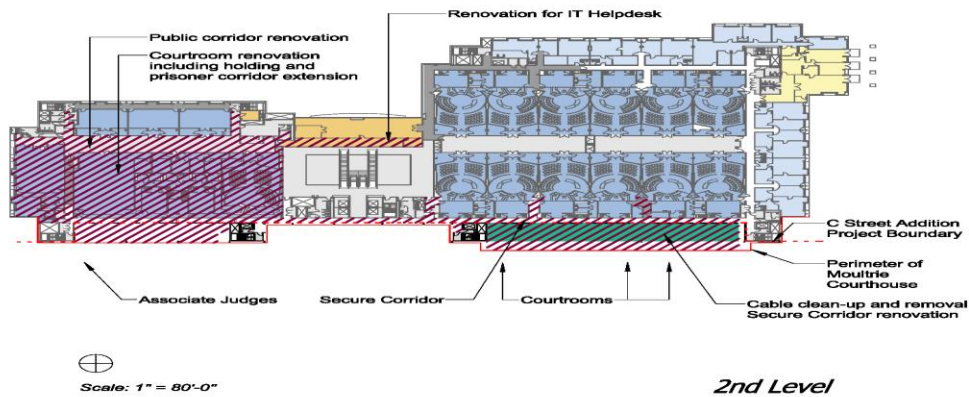 Renovation for IT Helpdesk
Public corridor renovation
Courtroom renovation
including holding and
prisoner corridor extension
C Street Addition
Project Boundary
Perimeter of
Moultrie
Courthouse
Associate Judges
Secure Corridor
Courtrooms
Cable clean-up and removal
Secure Corridor renovation
Scale: 1" = 80'-0"
2nd Level